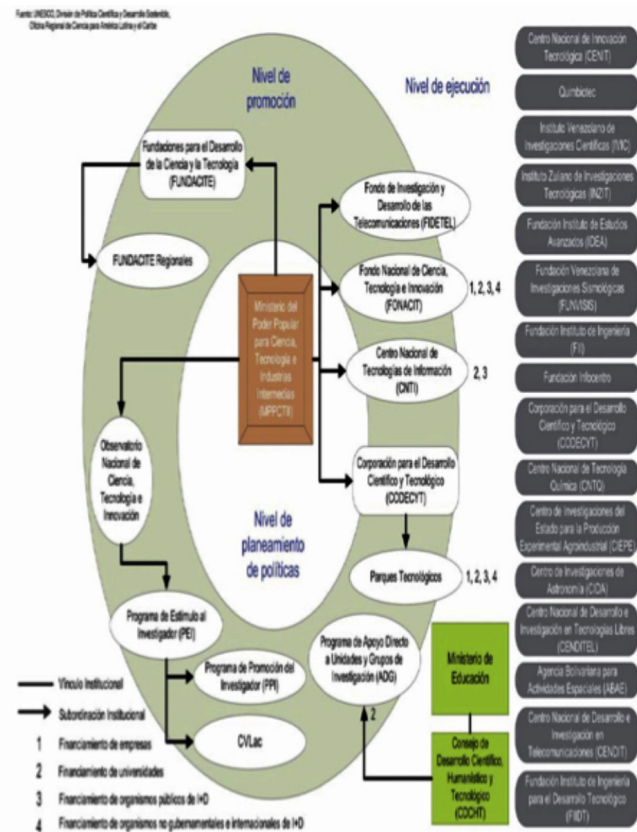 Fuente: UNESCO, División de Política Científica y Desarrollo Sostenible,
Oficina Regional de Ciencia para América Latina y el Caribe
Nivel de
promoción
Nivel de ejecución
Fundaciones para el Desarrollo
de la Ciencia y la Tecnología
(FUNDACITE)
FUNDACITE Regionales
Fondo de Investigación y
Desarrollo de las
Telecomunicaciones (FIDETEL)
Fondo Nacional de Ciencia,
Tecnología e Innovación
(FONACIT)
1, 2, 3, 4
Ministerio del
Poder Popular
para Ciencia,
Tecnología e
Industrias
Intermedias
(MPPCTII)
Centro Nacional de
Tecnologías de Información
(CNTI)
2, 3
Observatorio
Nacional de
Ciencia,
Tecnología e
Innovación
Corporación para el Desarrollo
Científico y Tecnológico
(CODECYT)
Nivel de
planeamiento
de políticas
Parques Tecnológicos
1, 2, 3, 4
Programa de Estímulo al
Investigador (PEI)
Programa de Promoción del
Investigador (PPI)
CVLac
Programa de Apoyo Directo
a Unidades y Grupos de
Investigación (ADG)
2
Ministerio de
Educación
Consejo de
Desarrollo Científico,
Humanístico y
Tecnológico
(CDCHT)
Vínculo Institucional
Subordinación Institucional
1 Financiamiento de empresas
2 Financiamiento de universidades
3 Financiamiento de organismos públicos de I+D
4 Financiamiento de organismos no gubernamentales e internacionales de I+D
Centro Nacional de Innovación
Tecnológica (CENIT)
Quimbiotec
Instituto Venezolano de
Investigaciones Científicas (IVIC)
Instituto Zuliano de Investigaciones
Tecnológicas (INZIT)
Fundación Instituto de Estudios
Avanzados (IDEA)
Fundación Venezolana de
Investigaciones Sismológicas
(FUNVISIS)
Fundación Instituto de Ingeniería
(FII)
Fundación Infocentro
Corporación para el Desarrollo
Científico y Tecnológico
(CODECYT)
Centro Nacional de Tecnología
Química (CNTQ)
Centro de Investigaciones del
Estado para la Producción
Experimental Agroindustrial (CIEPE)
Centro de Investigaciones de
Astronomía (CIDA)
Centro Nacional de Desarrollo e
Investigación en Tecnologías Libres
(CENDITEL)
Agencia Bolivariana para
Actividades Espaciales (ABAE)
Centro Nacional de Desarrollo e
Investigación en
Telecomunicaciones (CENDIT)
Fundación Instituto de Ingeniería
para el Desarrollo Tecnológico
(FIIDT)